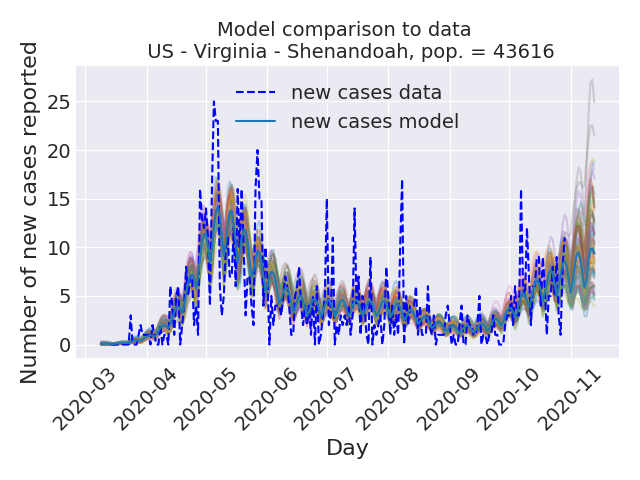 Model comparison to data
US - Virginia - Shenandoah, pop. = 43616
new cases data
new cases model
Number of new cases reported
25
20
15
10
5
0
2020-03
2020-04
2020-05
2020-06
2020-07
2020-08
2020-09
2020-10
2020-11
Day